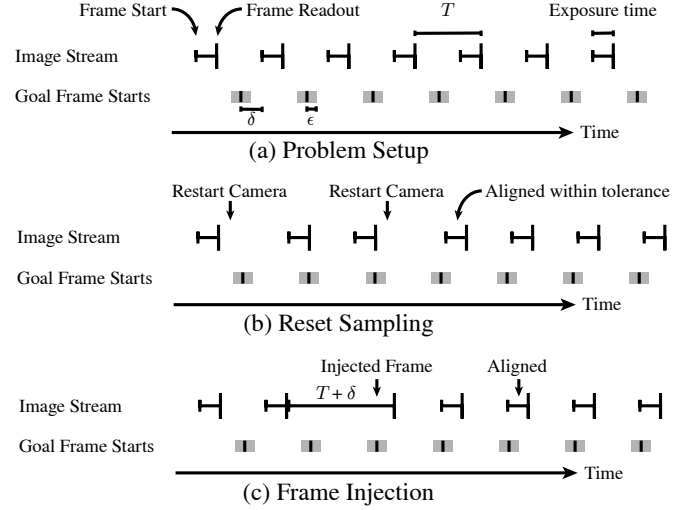 Frame Start Frame Readout T Exposure time
Image Stream
Goal Frame Starts
δ ϵ
Time
(a) Problem Setup
Restart Camera Restart Camera Aligned within tolerance
Image Stream
Goal Frame Starts
Time
(b) Reset Sampling
Injected Frame Aligned
T + δ
Image Stream
Goal Frame Starts
Time
(c) Frame Injection